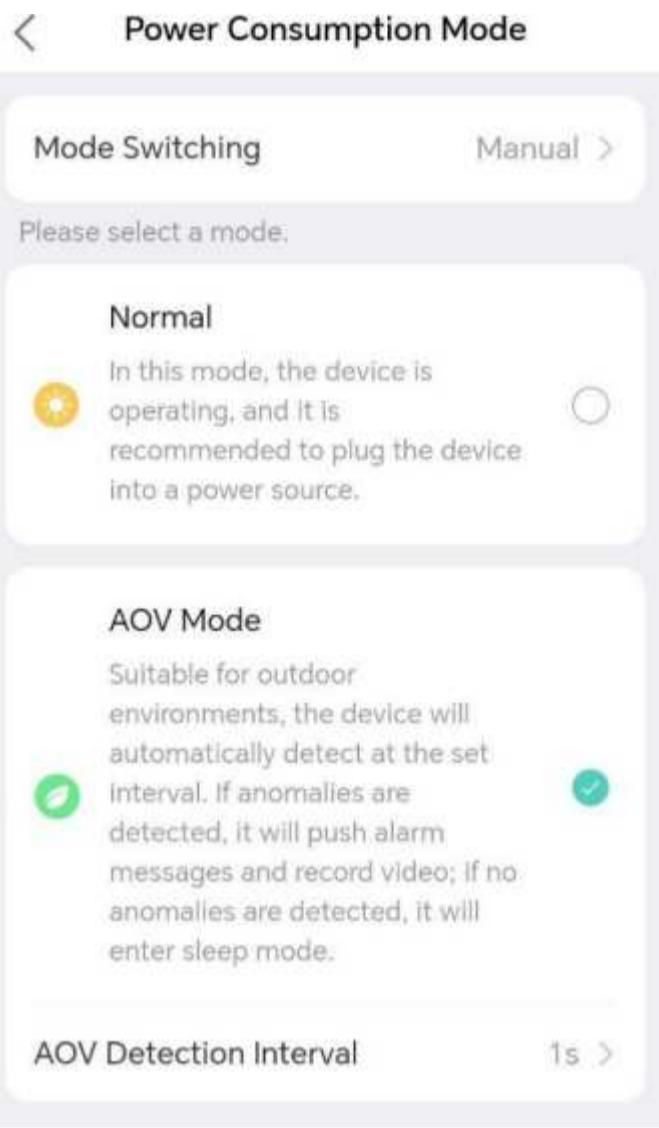 Power Consumption Mode
Mode Switching Manual
Please select a mode.
Normal
In this mode, the device is
operating, and it is
recommended to plug the device
into a power source.
AOV Mode
Suitable for outdoor
environments, the device will
automatically detect at the set
interval. If anomalies are
detected, it will push alarm
messages and record video; if no
anomalies are detected, it will
enter sleep mode.
AOV Detection Interval 1s